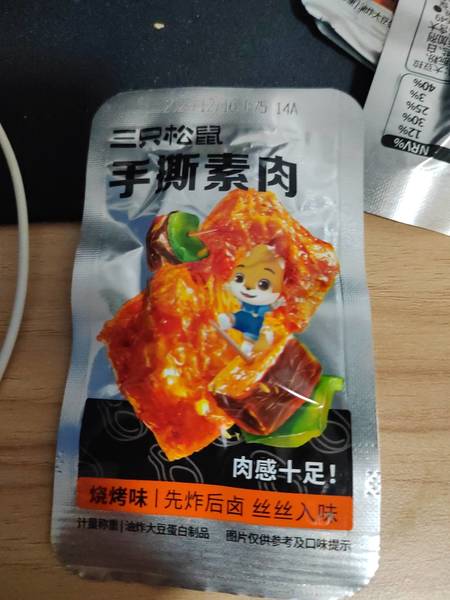 三只松鼠
手撕素肉
肉感十足！
烧烤味 | 先炸后卤 丝丝入味
计量称重 | 油炸大豆蛋白制品 图片仅供参考及口味提示
NRV%
12%
30%
25%
3%
40%